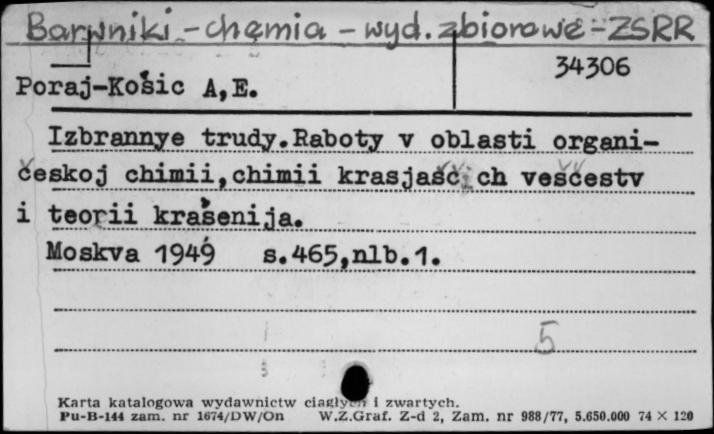 Barwniki - chemia - wyd. zbiorowe - ZSRR
34306
Poraj-Košic A,E.
Izbrannye trudy.Raboty v oblasti organi-
českoj chimii,chimii krasjaščich veščestv
i teorii krašenija.
Moskva 1949 s.465,nlb.1.
5
Karta katalogowa wydawnictw ciągłych i zwartych.
Pu-B-144 zam. nr 1674/DW/On W.Z.Graf. Z-d 2, Zam. nr 988/77, 5.650.000 74 × 120